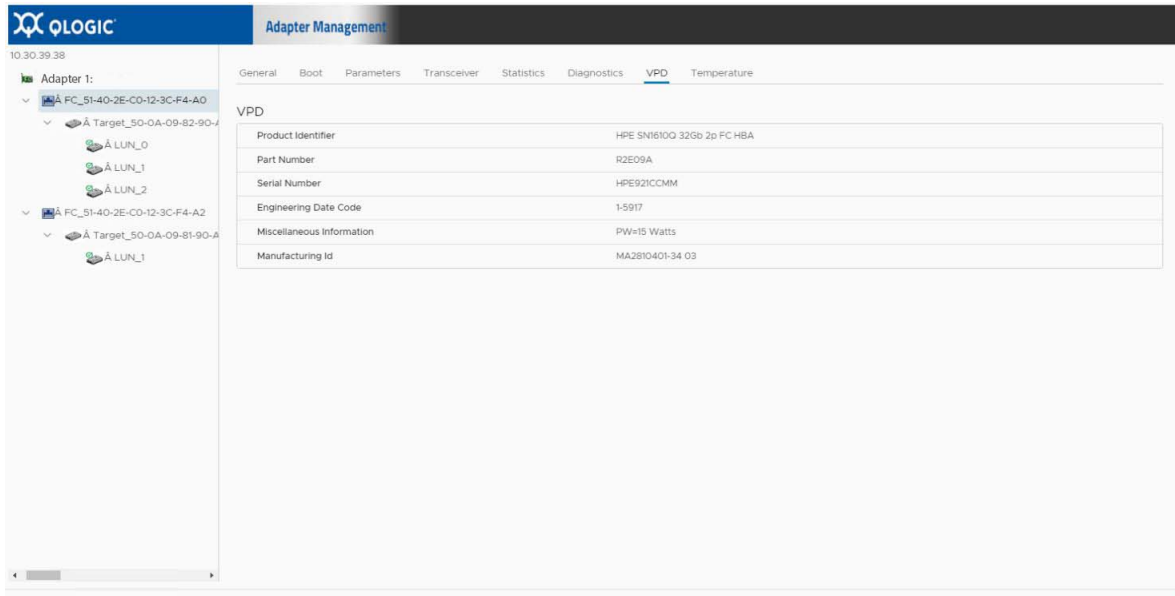 QLOGIC
Adapter Management
10.30.39.38
Adapter 1:
Â FC_51-40-2E-C0-12-3C-F4-A0
Â Target_50-0A-09-82-90-A
Â LUN_0
Â LUN_1
Â LUN_2
Â FC_51-40-2E-C0-12-3C-F4-A2
Â Target_50-0A-09-81-90-A
Â LUN_1
General Boot Parameters Transceiver Statistics Diagnostics VPD Temperature
VPD
Product Identifier HPE SN1610Q 32Gb 2p FC HBA
Part Number R2E09A
Serial Number HPE921CCMM
Engineering Date Code 1-5917
Miscellaneous Information PW=15 Watts
Manufacturing Id MA2810401-34 03